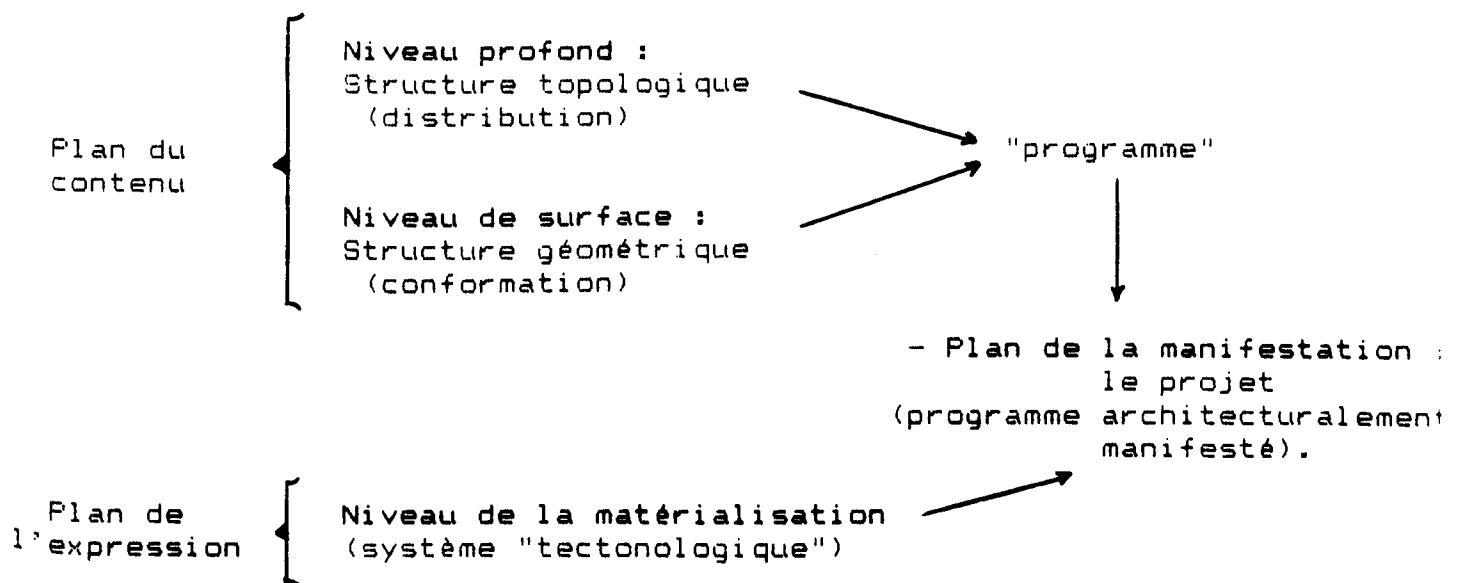 Niveau profond :
Structure topologique
(distribution)
Plan du
contenu
"programme"
Niveau de surface :
Structure géométrique
(conformation)
- Plan de la manifestation :
le projet
(programme architecturalement
manifesté).
Plan de
l'expression
Niveau de la matérialisation
(système "tectonologique")